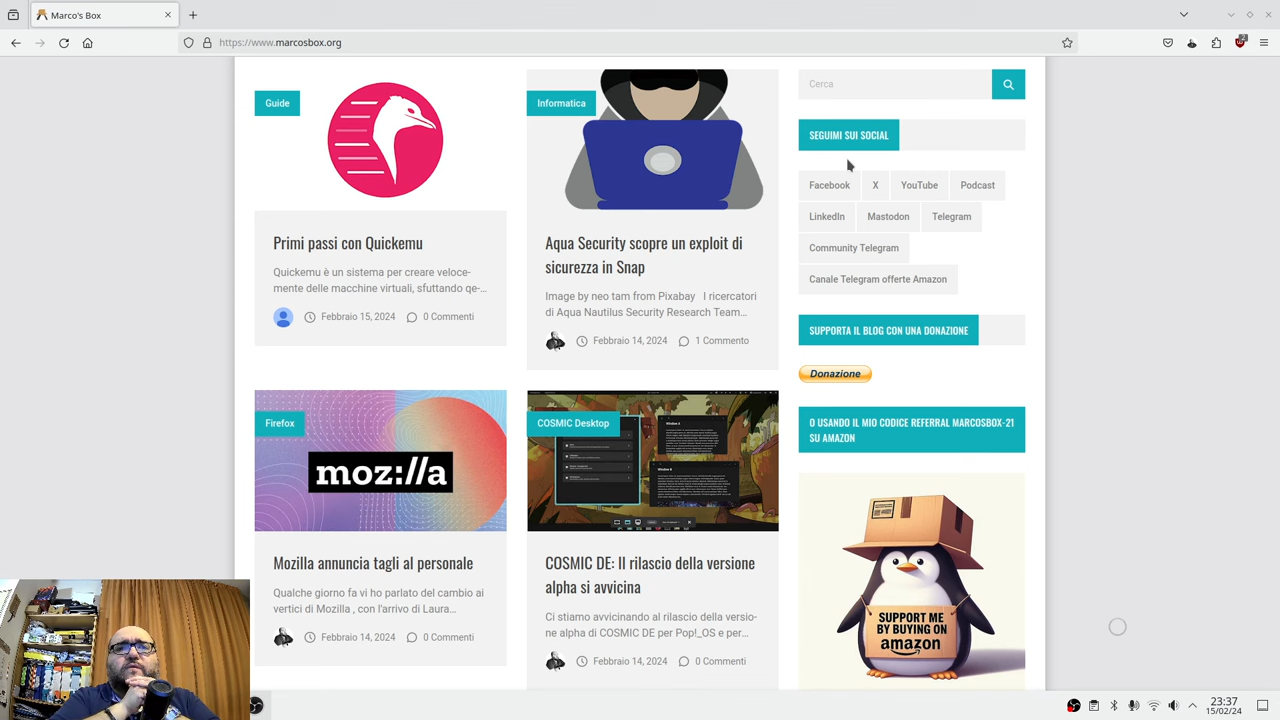 Marco's Box
https://www.marcosbox.org
2
Guide
Primi passi con Quickemu
Quickemu è un sistema per creare veloce-
mente delle macchine virtuali, sfuttando qe-...
Febbraio 15, 2024
0 Commenti
Informatica
Aqua Security scopre un exploit di
sicurezza in Snap
Image by neo tam from Pixabay I ricercatori
di Aqua Nautilus Security Research Team...
Febbraio 14, 2024
1 Commento
Firefox
moz://a
Mozilla annuncia tagli al personale
Qualche giorno fa vi ho parlato del cambio ai
vertici di Mozilla , con l'arrivo di Laura...
Febbraio 14, 2024
0 Commenti
COSMIC Desktop
Window A
COSMIC DE: Il rilascio della versione
alpha si avvicina
Ci stiamo avvicinando al rilascio della versio-
ne alpha di COSMIC DE per Pop!_OS e per...
Febbraio 14, 2024
0 Commenti
Cerca
SEGUIMI SUI SOCIAL
Facebook
X
YouTube
Podcast
LinkedIn
Mastodon
Telegram
Community Telegram
Canale Telegram offerte Amazon
SUPPORTA IL BLOG CON UNA DONAZIONE
Donazione
O USANDO IL MIO CODICE REFERRAL MARCOSBOX-21
SU AMAZON
SUPPORT ME
BY BUYING ON
amazon
23:37
15/02/24